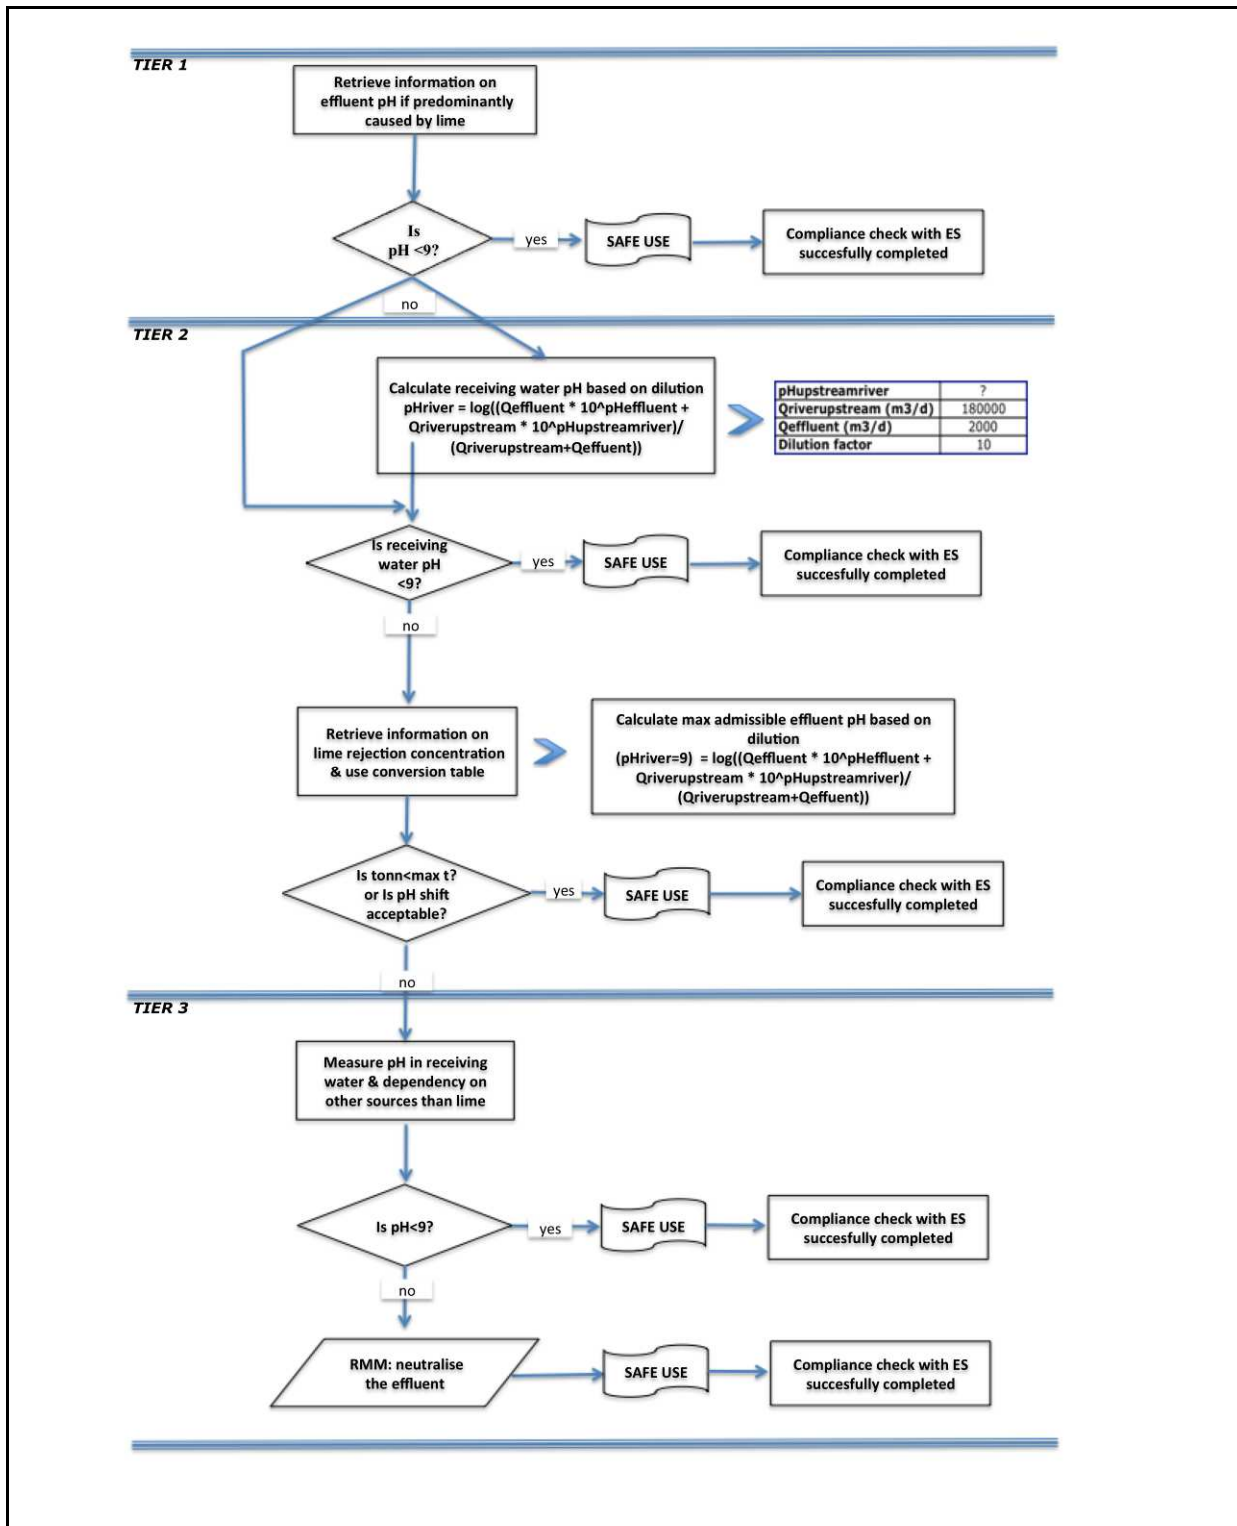 TIER 1
Retrieve information on
effluent pH if predominantly
caused by lime
Is
pH <9?
yes
SAFE USE
Compliance check with ES
succesfully completed
no
TIER 2
Calculate receiving water pH based on dilution
pHriver = log((Qeffluent * 10^pHeffluent +
Qriverupstream * 10^pHupstreamriver)/
(Qriverupstream+Qeffuent))
pHupstreamriver ?
Qriverupstream (m3/d) 180000
Qeffluent (m3/d) 2000
Dilution factor 10
Is receiving
water pH
<9?
yes
SAFE USE
Compliance check with ES
succesfully completed
no
Retrieve information on
lime rejection concentration
& use conversion table
Calculate max admissible effluent pH based on
dilution
(pHriver=9) = log((Qeffluent * 10^pHeffluent +
Qriverupstream * 10^pHupstreamriver)/
(Qriverupstream+Qeffuent))
Is tonn<max t?
or Is pH shift
acceptable?
yes
SAFE USE
Compliance check with ES
succesfully completed
no
TIER 3
Measure pH in receiving
water & dependency on
other sources than lime
Is pH<9?
yes
SAFE USE
Compliance check with ES
succesfully completed
no
RMM: neutralise
the effluent
SAFE USE
Compliance check with ES
succesfully completed